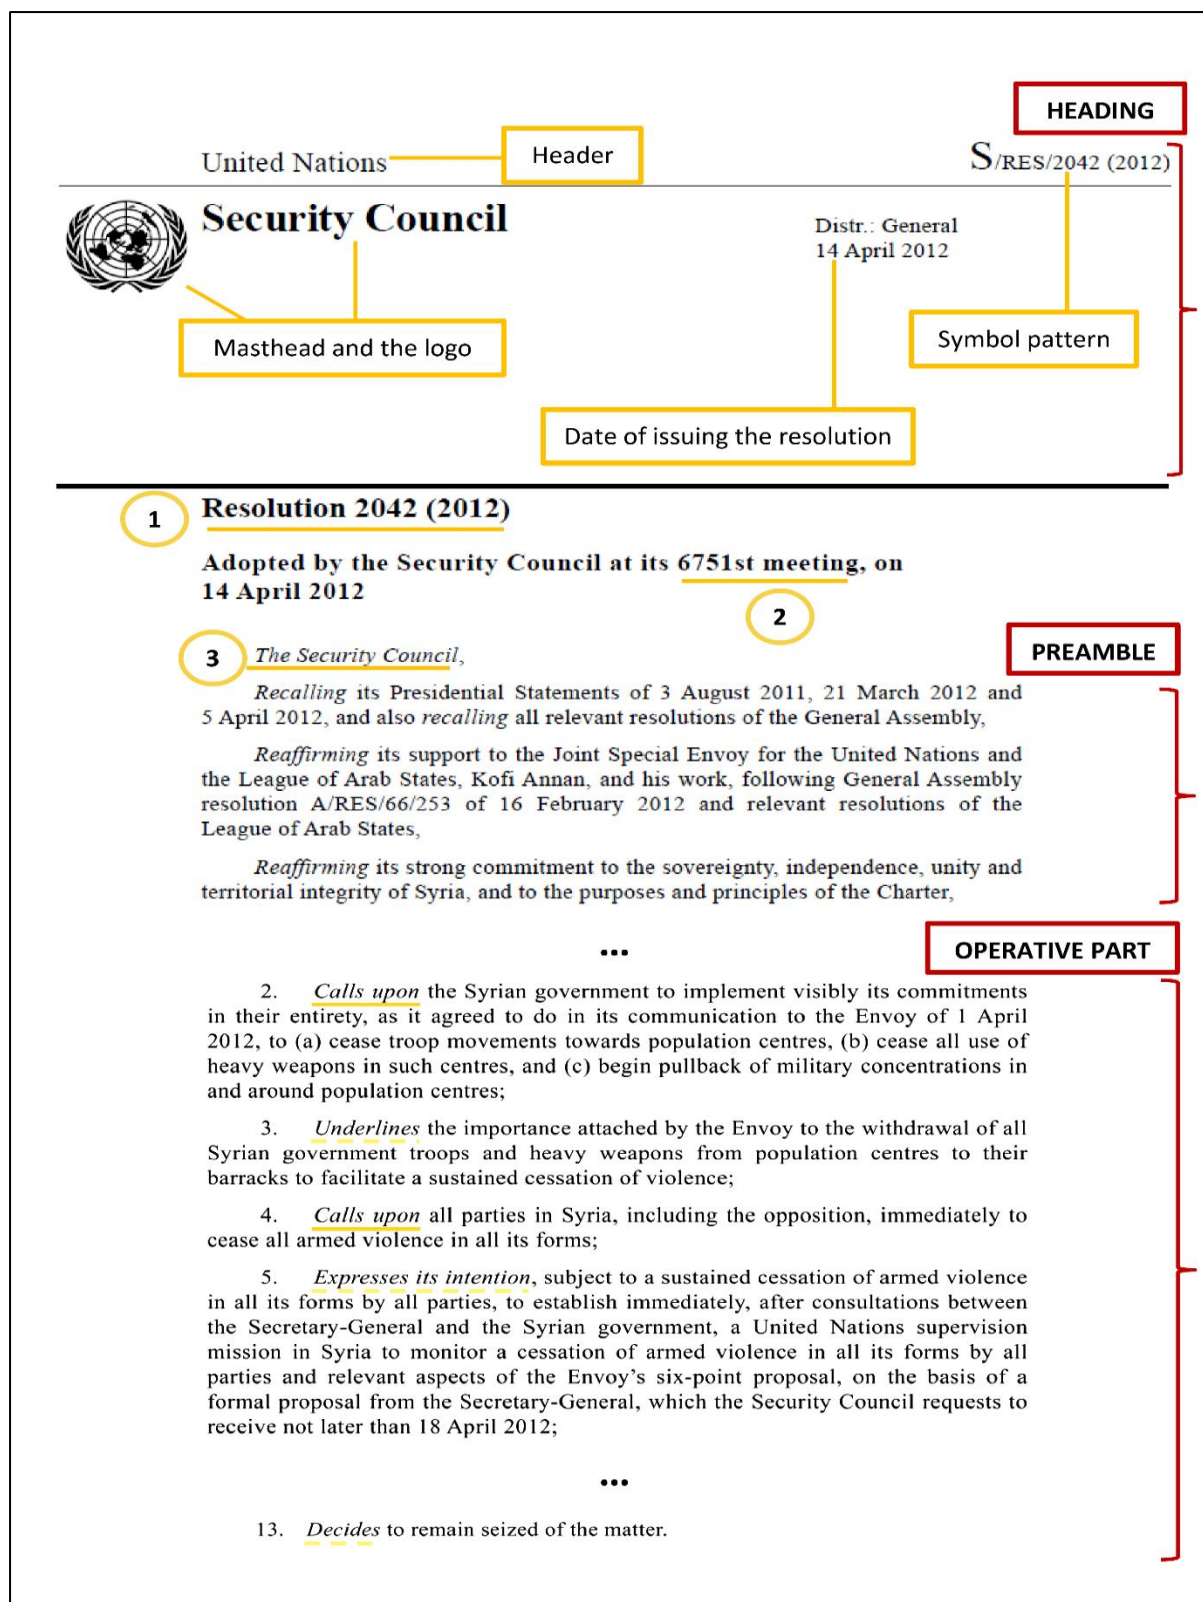 HEADING
United Nations
Header
S/RES/2042 (2012)
Security Council
Distr.: General
14 April 2012
Masthead and the logo
Symbol pattern
Date of issuing the resolution
1
Resolution 2042 (2012)
Adopted by the Security Council at its 6751st meeting, on
14 April 2012
2
3
The Security Council,
PREAMBLE
Recalling its Presidential Statements of 3 August 2011, 21 March 2012 and
5 April 2012, and also recalling all relevant resolutions of the General Assembly,
Reaffirming its support to the Joint Special Envoy for the United Nations and
the League of Arab States, Kofi Annan, and his work, following General Assembly
resolution A/RES/66/253 of 16 February 2012 and relevant resolutions of the
League of Arab States,
Reaffirming its strong commitment to the sovereignty, independence, unity and
territorial integrity of Syria, and to the purposes and principles of the Charter,
...
OPERATIVE PART
2. Calls upon the Syrian government to implement visibly its commitments
in their entirety, as it agreed to do in its communication to the Envoy of 1 April
2012, to (a) cease troop movements towards population centres, (b) cease all use of
heavy weapons in such centres, and (c) begin pullback of military concentrations in
and around population centres;
3. Underlines the importance attached by the Envoy to the withdrawal of all
Syrian government troops and heavy weapons from population centres to their
barracks to facilitate a sustained cessation of violence;
4. Calls upon all parties in Syria, including the opposition, immediately to
cease all armed violence in all its forms;
5. Expresses its intention, subject to a sustained cessation of armed violence
in all its forms by all parties, to establish immediately, after consultations between
the Secretary-General and the Syrian government, a United Nations supervision
mission in Syria to monitor a cessation of armed violence in all its forms by all
parties and relevant aspects of the Envoy's six-point proposal, on the basis of a
formal proposal from the Secretary-General, which the Security Council requests to
receive not later than 18 April 2012;
...
13. Decides to remain seized of the matter.